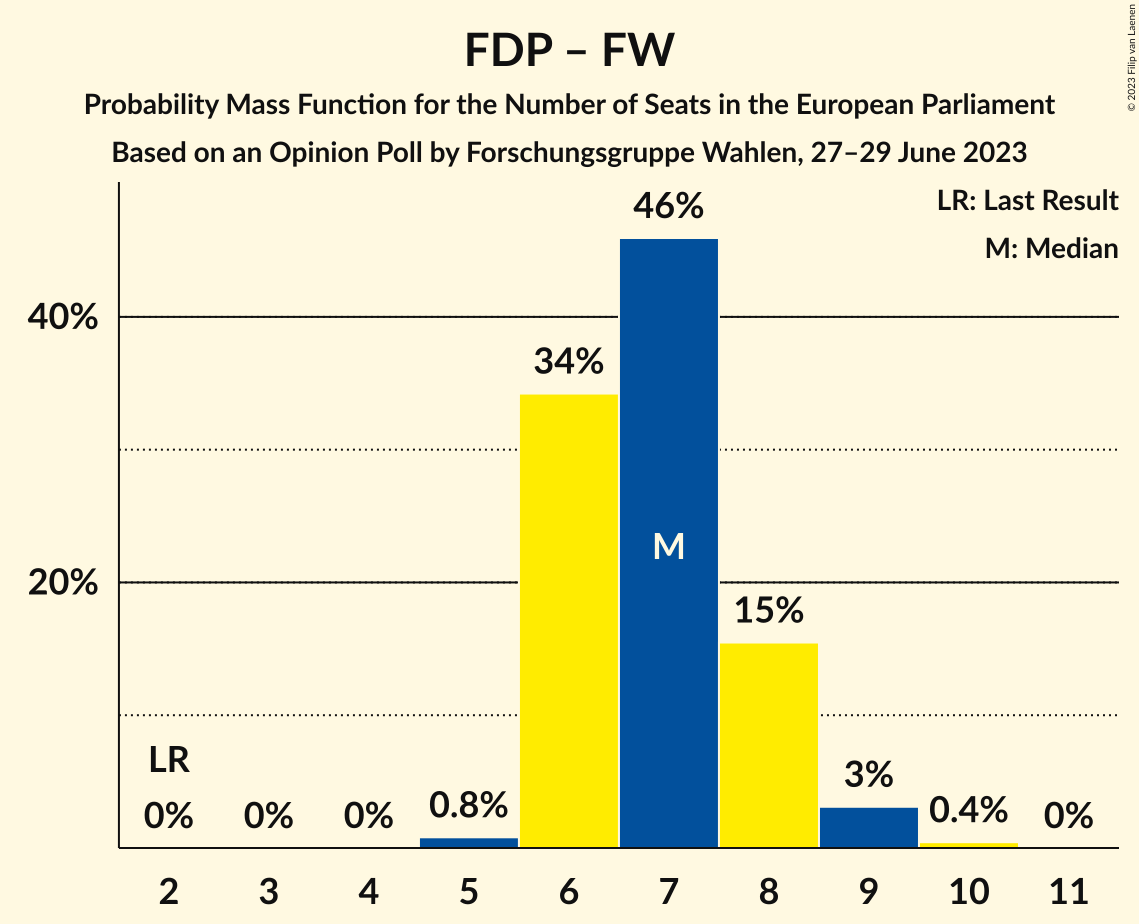 FDP – FW
Probability Mass Function for the Number of Seats in the European Parliament
Based on an Opinion Poll by Forschungsgruppe Wahlen, 27–29 June 2023
© 2023 Filip van Laenen
LR: Last Result
M: Median
46%
40%
34%
M
20%
15%
LR
0% 0% 0% 0.8% 3% 0.4% 0%
2 3 4 5 6 7 8 9 10 11